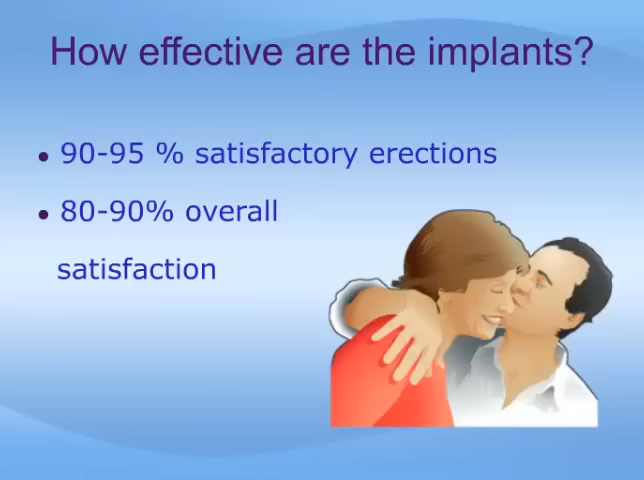 How effective are the implants?
• 90-95 % satisfactory erections
• 80-90% overall
satisfaction